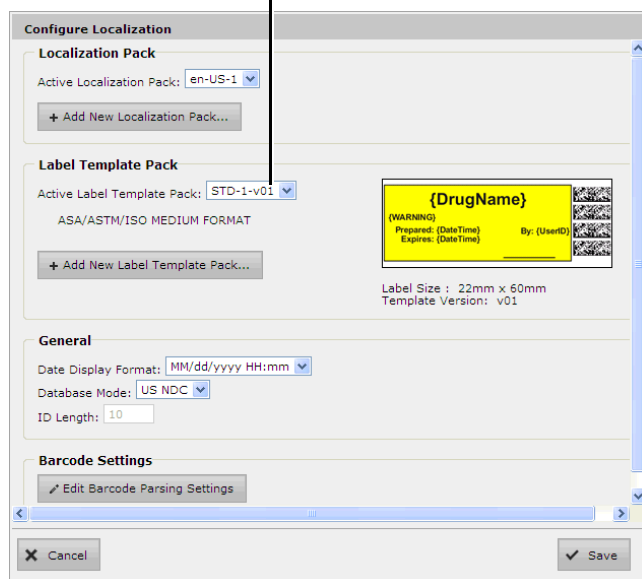 Configure Localization
Localization Pack
Active Localization Pack: en-US-1
+ Add New Localization Pack...
Label Template Pack
Active Label Template Pack: STD-1-v01
ASA/ASTM/ISO MEDIUM FORMAT
+ Add New Label Template Pack...
{DrugName}
{WARNING}
Prepared: {DateTime} By: {UserID}
Expires: {DateTime}
Label Size : 22mm x 60mm
Template Version: v01
General
Date Display Format: MM/dd/yyyy HH:mm
Database Mode: US NDC
ID Length: 10
Barcode Settings
Edit Barcode Parsing Settings
Cancel
Save